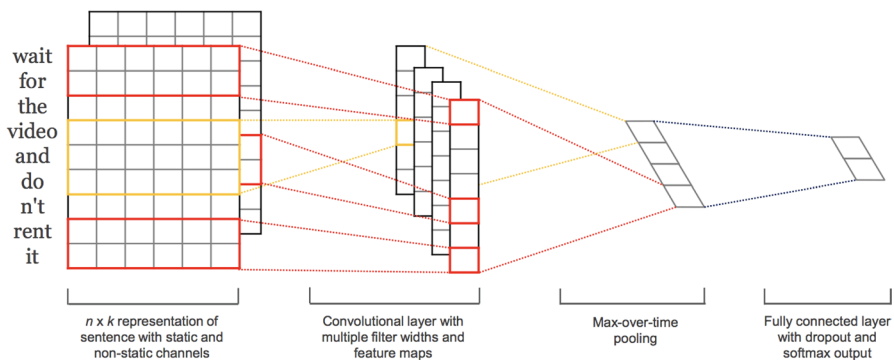 wait
for
the
video
and
do
n't
rent
it
n x k representation of
sentence with static and
non-static channels
Convolutional layer with
multiple filter widths and
feature maps
Max-over-time
pooling
Fully connected layer
with dropout and
softmax output